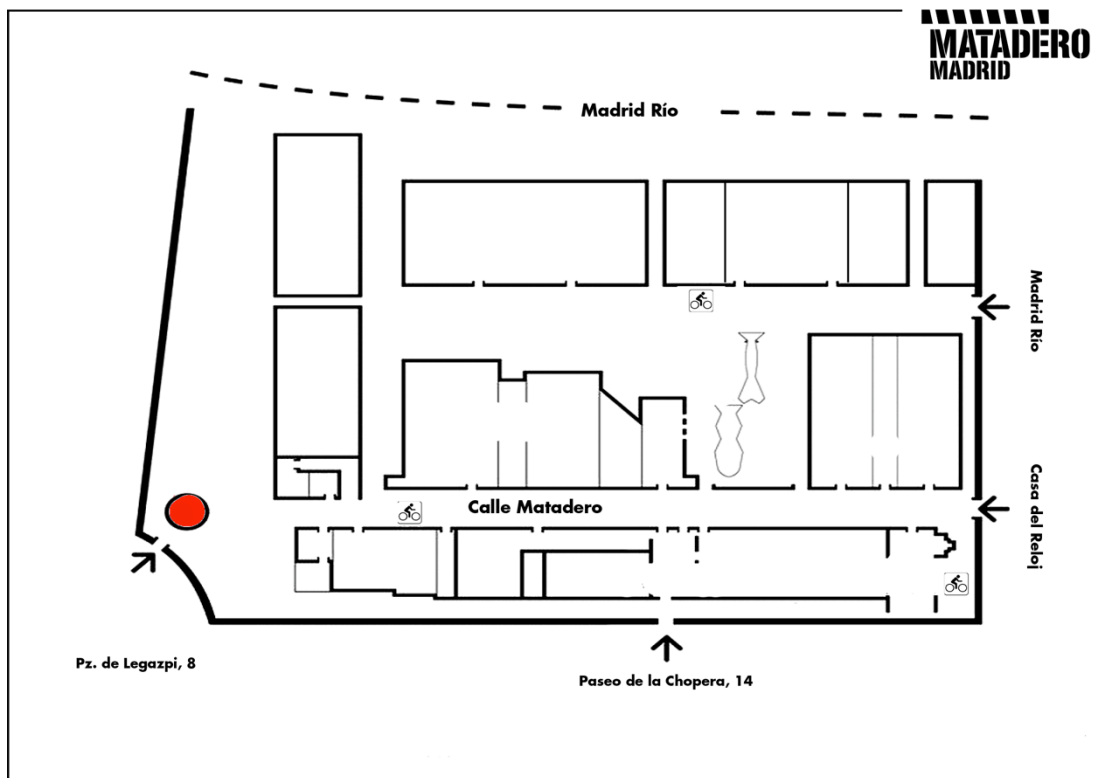 MATADERO
MADRID
Madrid Río
Madrid Río
Calle Matadero
Casa del Reloj
Pz. de Legazpi, 8
Paseo de la Chopera, 14